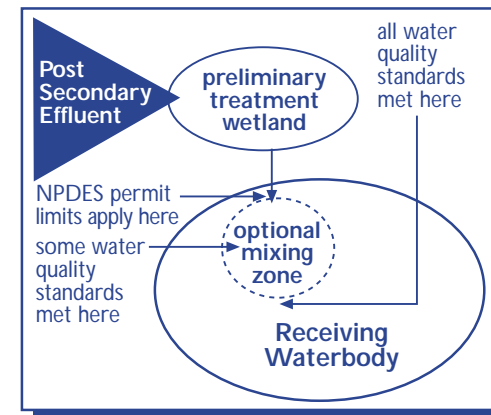 Post
Secondary
Effluent
preliminary
treatment
wetland
all water
quality
standards
met here
NPDES permit
limits apply here
some water
quality
standards
met here
optional
mixing
zone
Receiving
Waterbody